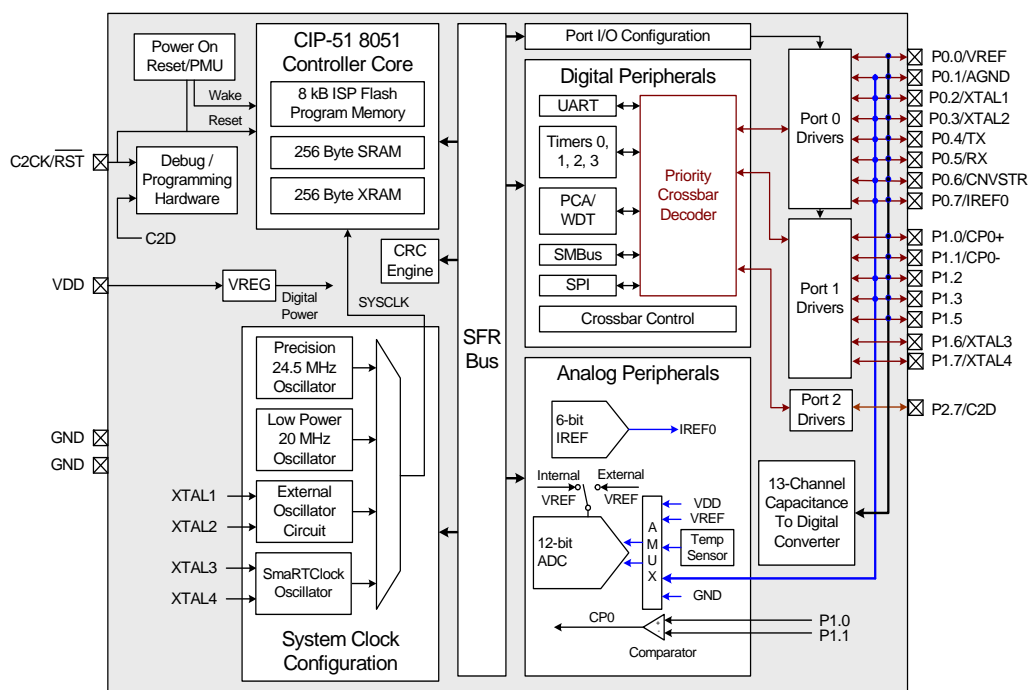 Power On
Reset/PMU
Wake
Reset
C2CK/RST
Debug /
Programming
Hardware
C2D
VDD
VREG
Digital
Power
SYSCLK
GND
GND
XTAL1
XTAL2
XTAL3
XTAL4
CIP-51 8051
Controller Core
8 kB ISP Flash
Program Memory
256 Byte SRAM
256 Byte XRAM
CRC
Engine
Precision
24.5 MHz
Oscillator
Low Power
20 MHz
Oscillator
External
Oscillator
Circuit
SmaRTClock
Oscillator
System Clock
Configuration
SFR
Bus
Port I/O Configuration
Digital Peripherals
UART
Timers 0,
1, 2, 3
PCA/
WDT
SMBus
SPI
Priority
Crossbar
Decoder
Crossbar Control
Analog Peripherals
6-bit
IREF
IREF0
Internal
VREF
External
VREF
12-bit
ADC
A
M
U
X
VDD
VREF
Temp
Sensor
GND
CP0
+
-
Comparator
P1.0
P1.1
Port 0
Drivers
Port 1
Drivers
Port 2
Drivers
13-Channel
Capacitance
To Digital
Converter
P0.0/VREF
P0.1/AGND
P0.2/XTAL1
P0.3/XTAL2
P0.4/TX
P0.5/RX
P0.6/CNVSTR
P0.7/IREF0
P1.0/CP0+
P1.1/CP0-
P1.2
P1.3
P1.5
P1.6/XTAL3
P1.7/XTAL4
P2.7/C2D